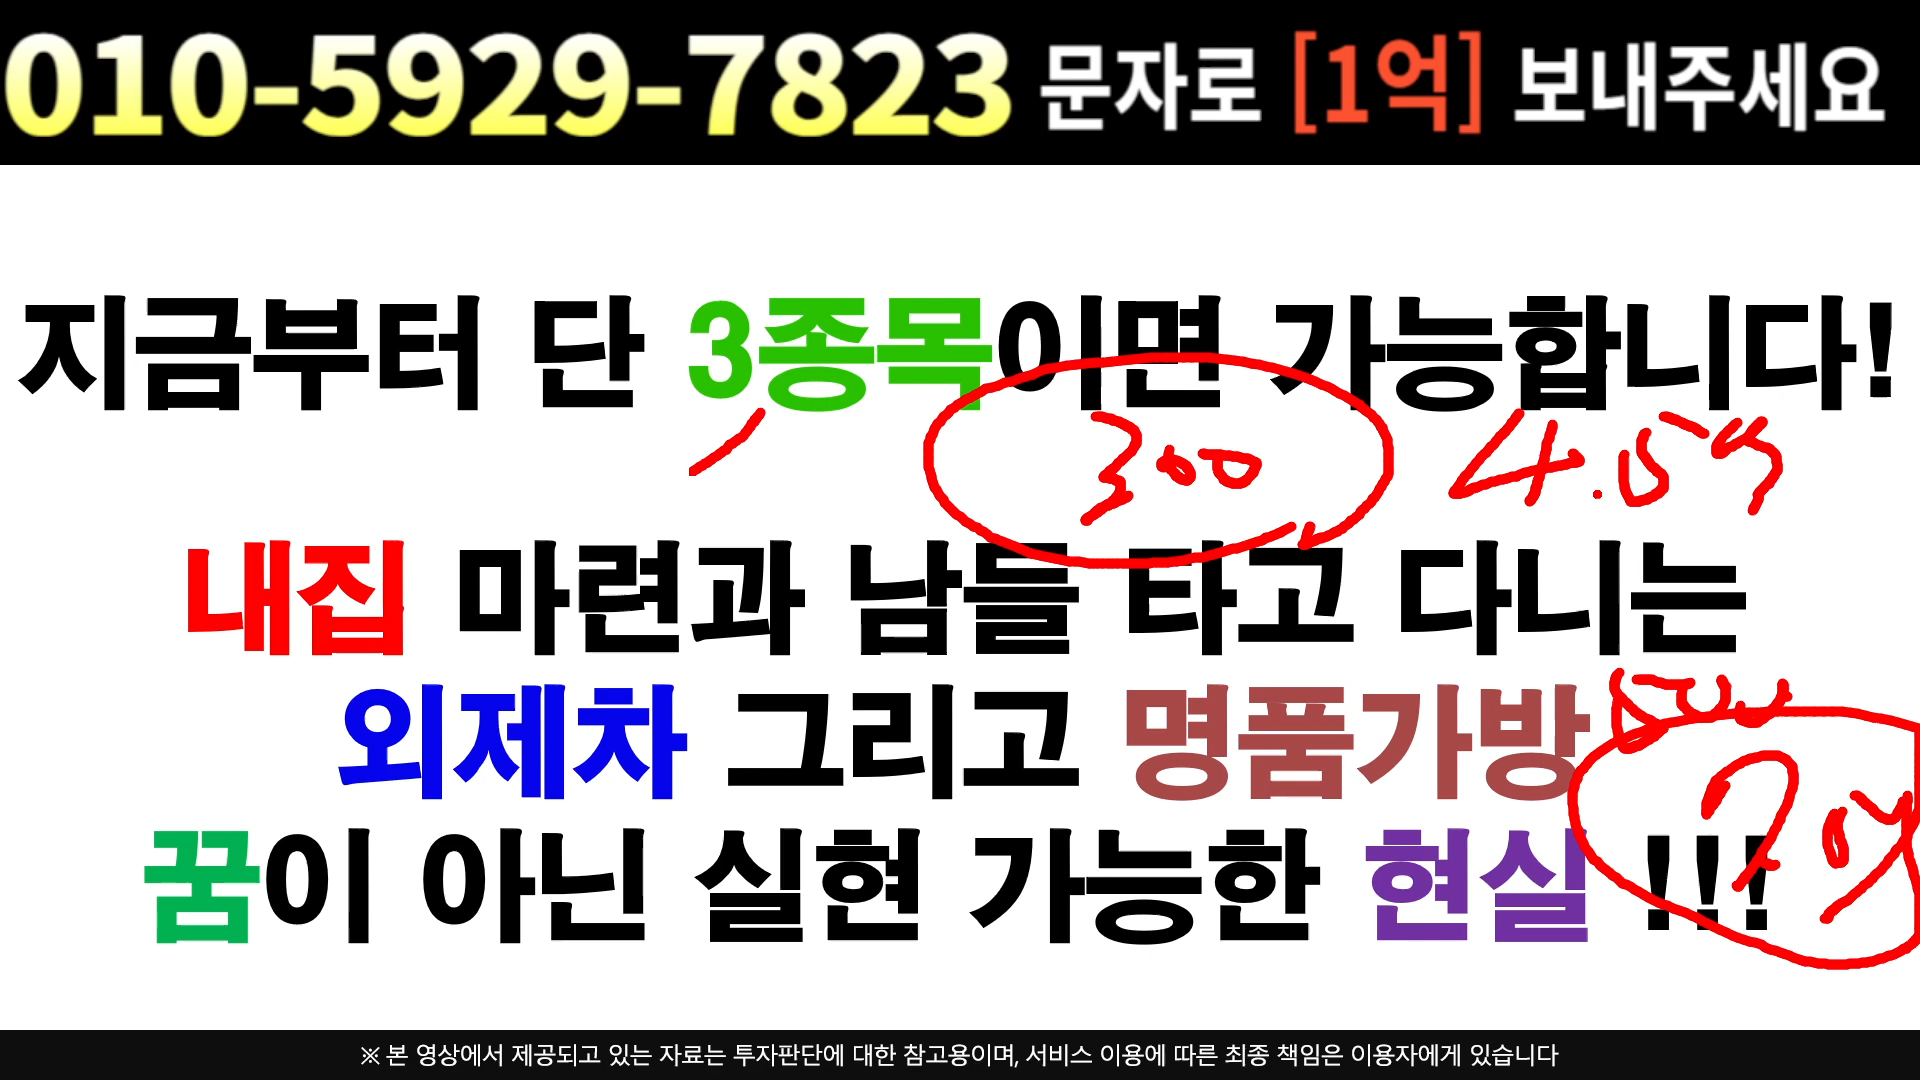 010-5929-7823 문자로 [1억] 보내주세요
지금부터 단 3종목이면 가능합니다!
300
4.5억
내집 마련과 남들 타고 다니는
외제차 그리고 명품가방
500
꿈이 아닌 실현 가능한 현실 !!!
※ 본 영상에서 제공되고 있는 자료는 투자판단에 대한 참고용이며, 서비스 이용에 따른 최종 책임은 이용자에게 있습니다